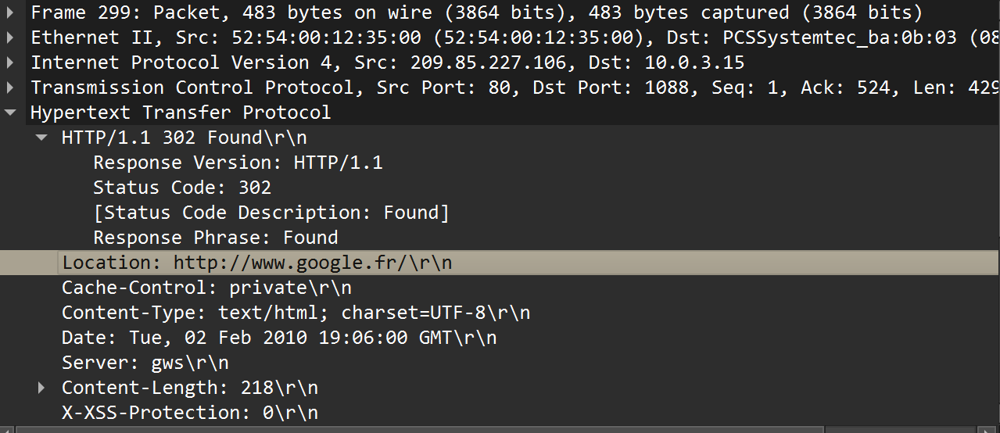 Frame 299: Packet, 483 bytes on wire (3864 bits), 483 bytes captured (3864 bits)
Ethernet II, Src: 52:54:00:12:35:00 (52:54:00:12:35:00), Dst: PCSSystemtec_ba:0b:03 (08
Internet Protocol Version 4, Src: 209.85.227.106, Dst: 10.0.3.15
Transmission Control Protocol, Src Port: 80, Dst Port: 1088, Seq: 1, Ack: 524, Len: 429
Hypertext Transfer Protocol
HTTP/1.1 302 Found\r\n
Response Version: HTTP/1.1
Status Code: 302
[Status Code Description: Found]
Response Phrase: Found
Location: http://www.google.fr/\r\n
Cache-Control: private\r\n
Content-Type: text/html; charset=UTF-8\r\n
Date: Tue, 02 Feb 2010 19:06:00 GMT\r\n
Server: gws\r\n
Content-Length: 218\r\n
X-XSS-Protection: 0\r\n